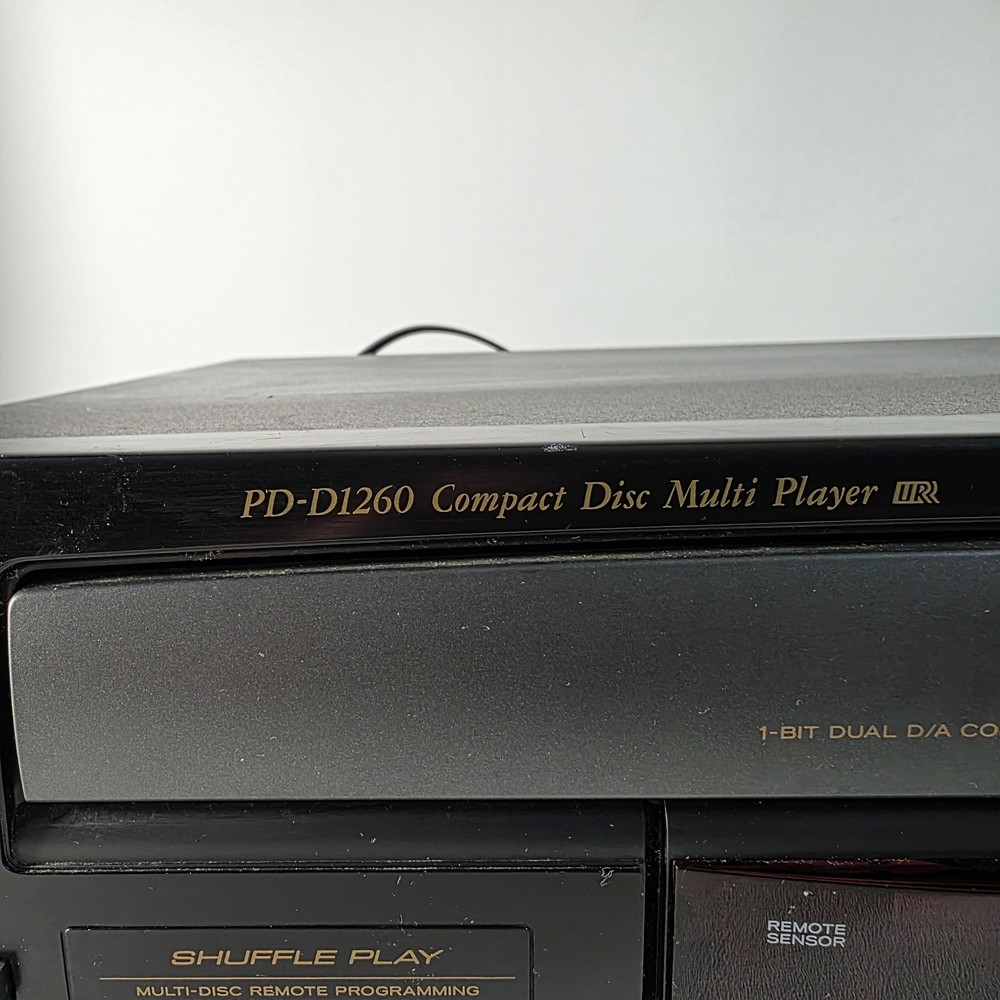 PD-D1260 Compact Disc Multi Player
1-BIT DUAL D/A CO
REMOTE
SENSOR
SHUFFLE PLAY
MULTI-DISC REMOTE PROGRAMMING